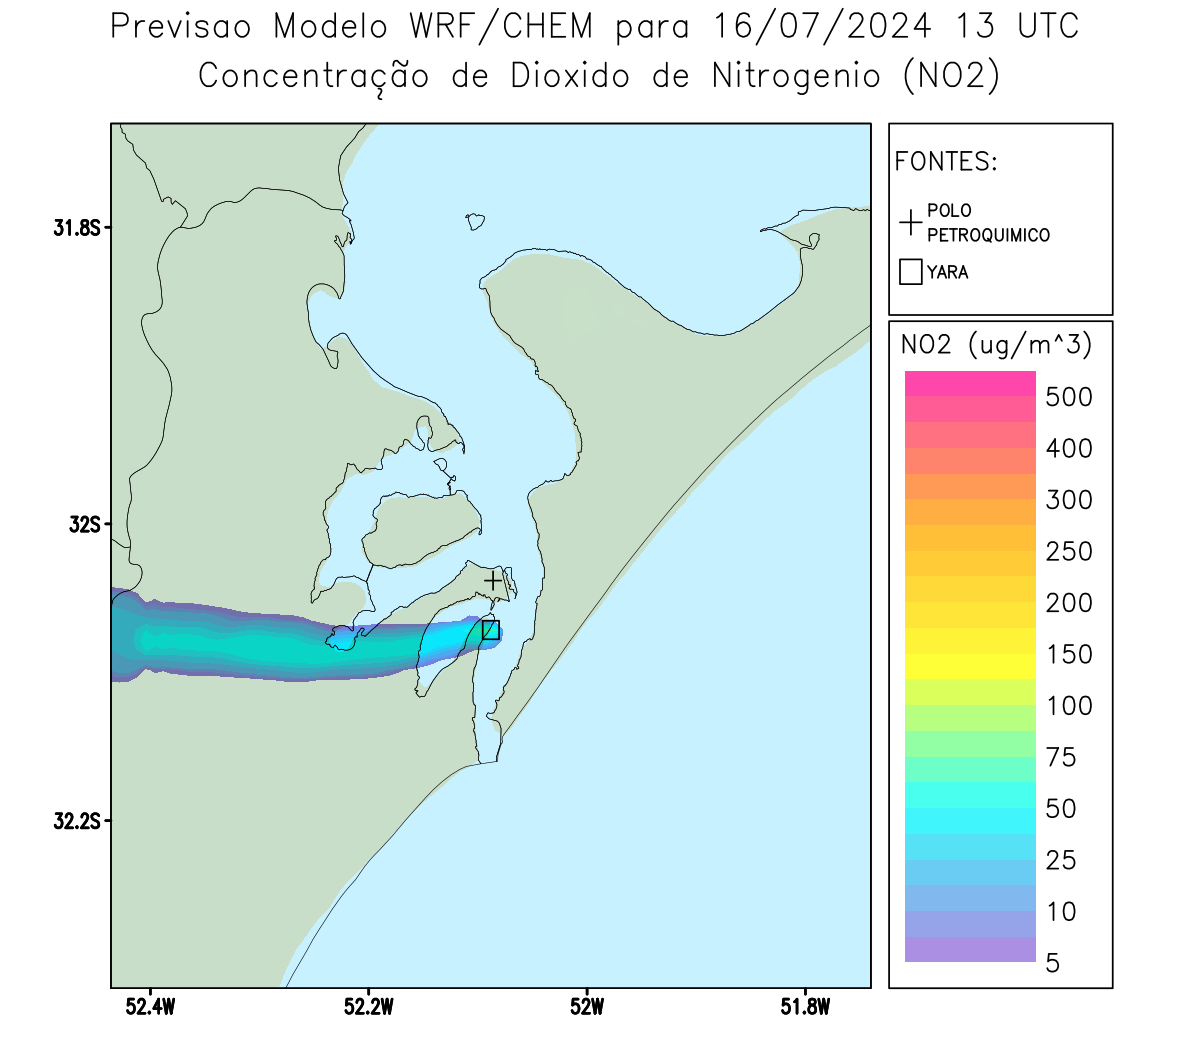 Previsao Modelo WRF/CHEM para 16/07/2024 13 UTC
Concentração de Dioxido de Nitrogenio (NO2)
FONTES:
POLO
PETROQUIMICO
YARA
NO2 (ug/m^3)
500
400
300
250
200
150
100
75
50
25
10
5
31.8S
32S
32.2S
52.4W
52.2W
52W
51.8W